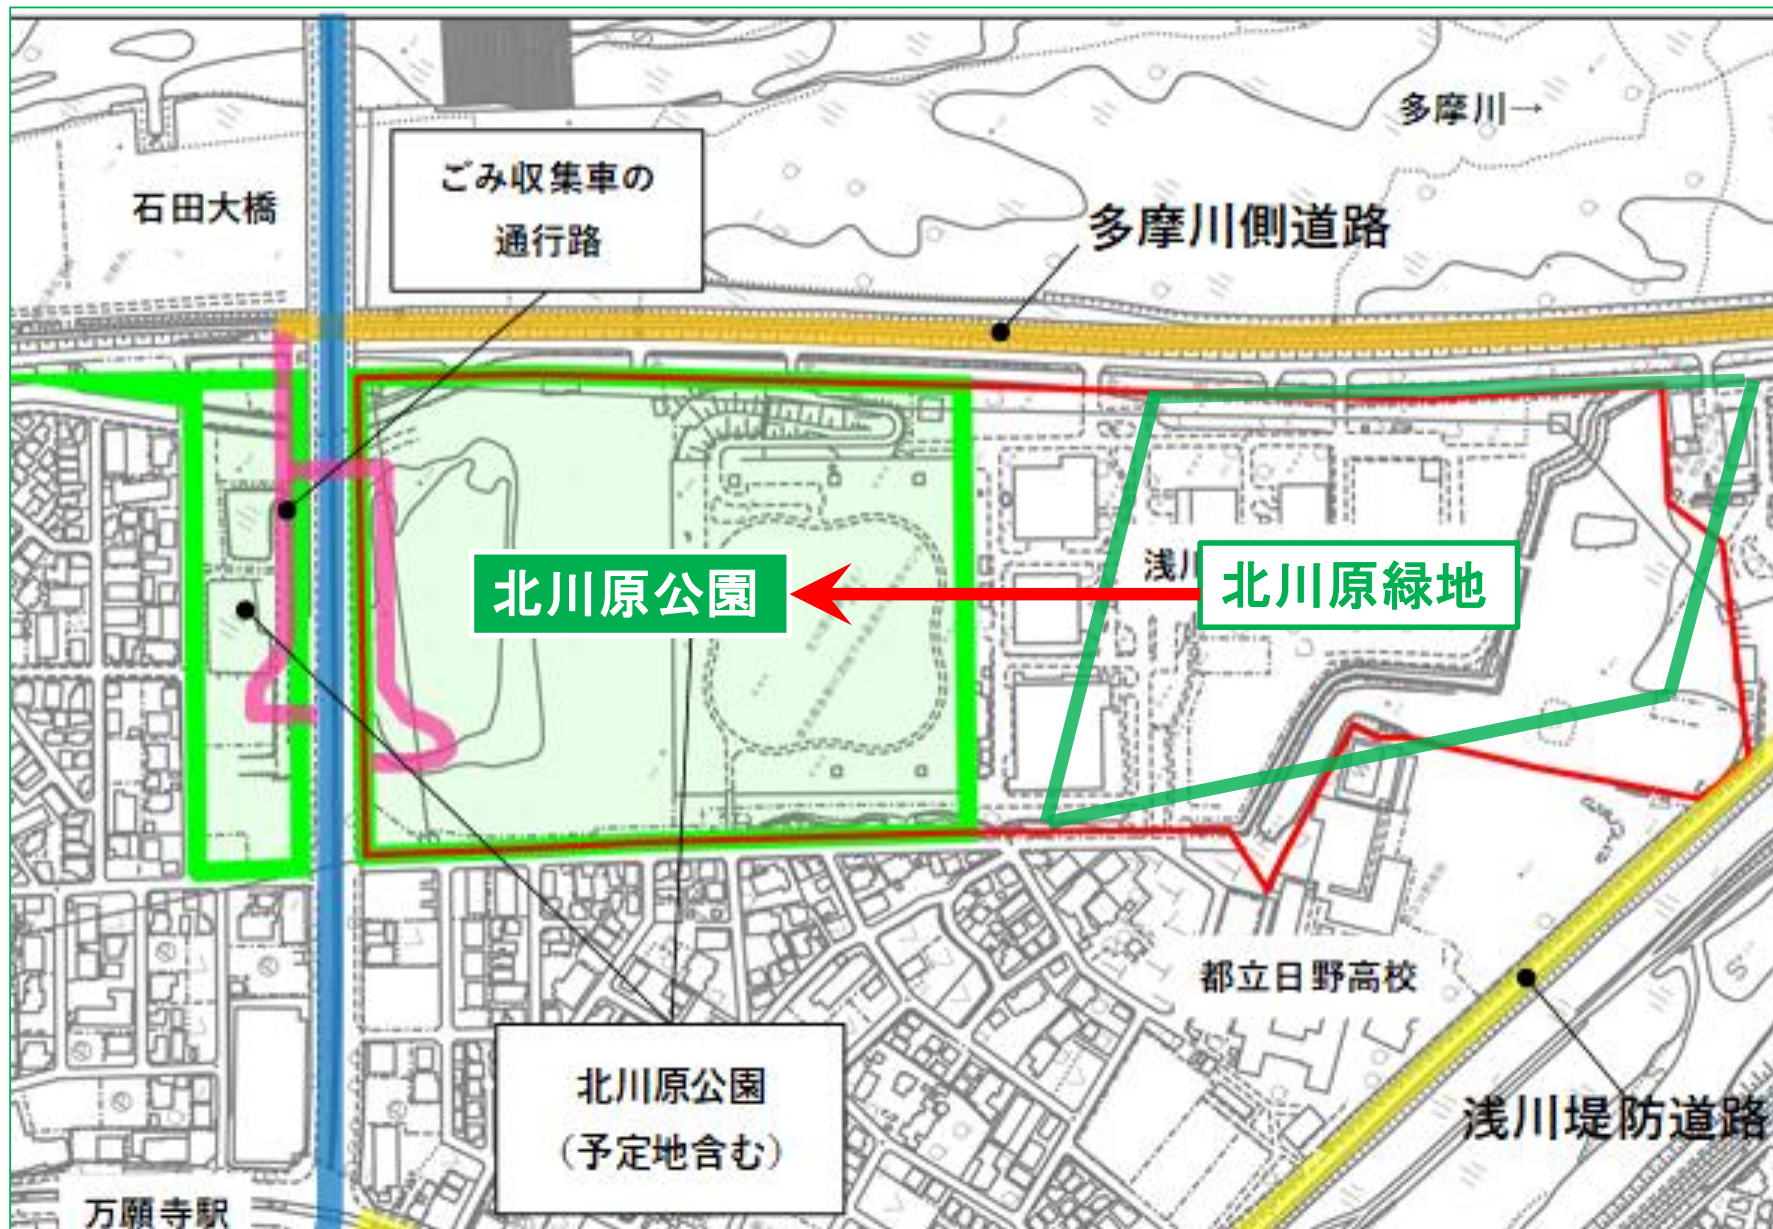 多摩川→
ごみ収集車の
通行路
石田大橋
多摩川側道路
北川原公園
浅川
北川原緑地
都立日野高校
北川原公園
(予定地含む)
浅川堤防道路
万願寺駅